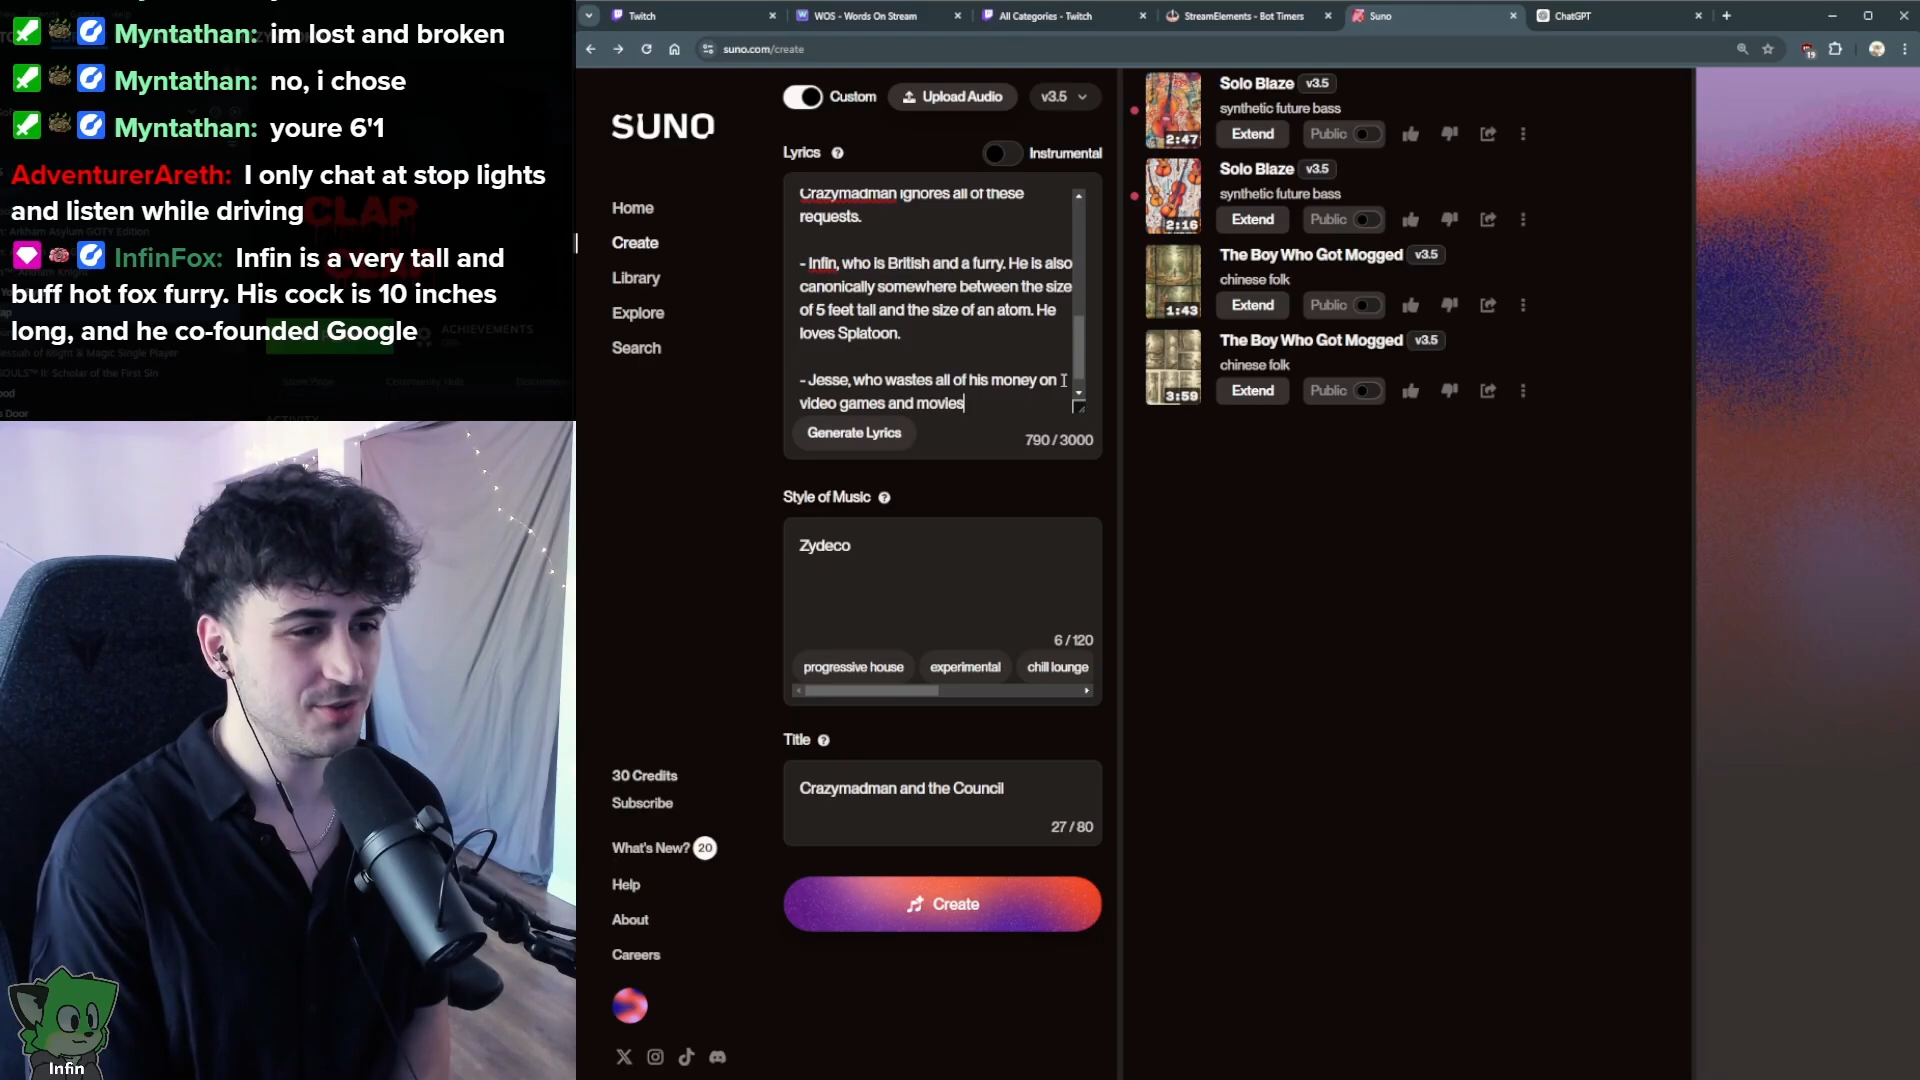 Myntathan: im lost and broken
Myntathan: no, i chose
Myntathan: youre 6'1
AdventurerAreth: I only chat at stop lights
and listen while driving
InfinFox: Infin is a very tall and
buff hot fox furry. His cock is 10 inches
long, and he co-founded Google
CLAP
ACHIEVEMENTS
Infin
Twitch
WOS - Words On Stream
All Categories - Twitch
StreamElements - Bot Timers
Suno
ChatGPT
suno.com/create
19
SUNO
Home
Create
Library
Explore
Search
30 Credits
Subscribe
What's New? 20
Help
About
Careers
Custom
Upload Audio
v3.5
Lyrics
Instrumental
Crazymadman ignores all of these
requests.
- Infin, who is British and a furry. He is also
canonically somewhere between the size
of 5 feet tall and the size of an atom. He
loves Splatoon.
- Jesse, who wastes all of his money on
video games and movies
Generate Lyrics
790 / 3000
Style of Music
Zydeco
6 / 120
progressive house
experimental
chill lounge
Title
Crazymadman and the Council
27 / 80
Create
Solo Blaze v3.5
synthetic future bass
2:47
Extend
Public
Solo Blaze v3.5
synthetic future bass
2:16
Extend
Public
The Boy Who Got Mogged v3.5
chinese folk
1:43
Extend
Public
The Boy Who Got Mogged v3.5
chinese folk
3:59
Extend
Public